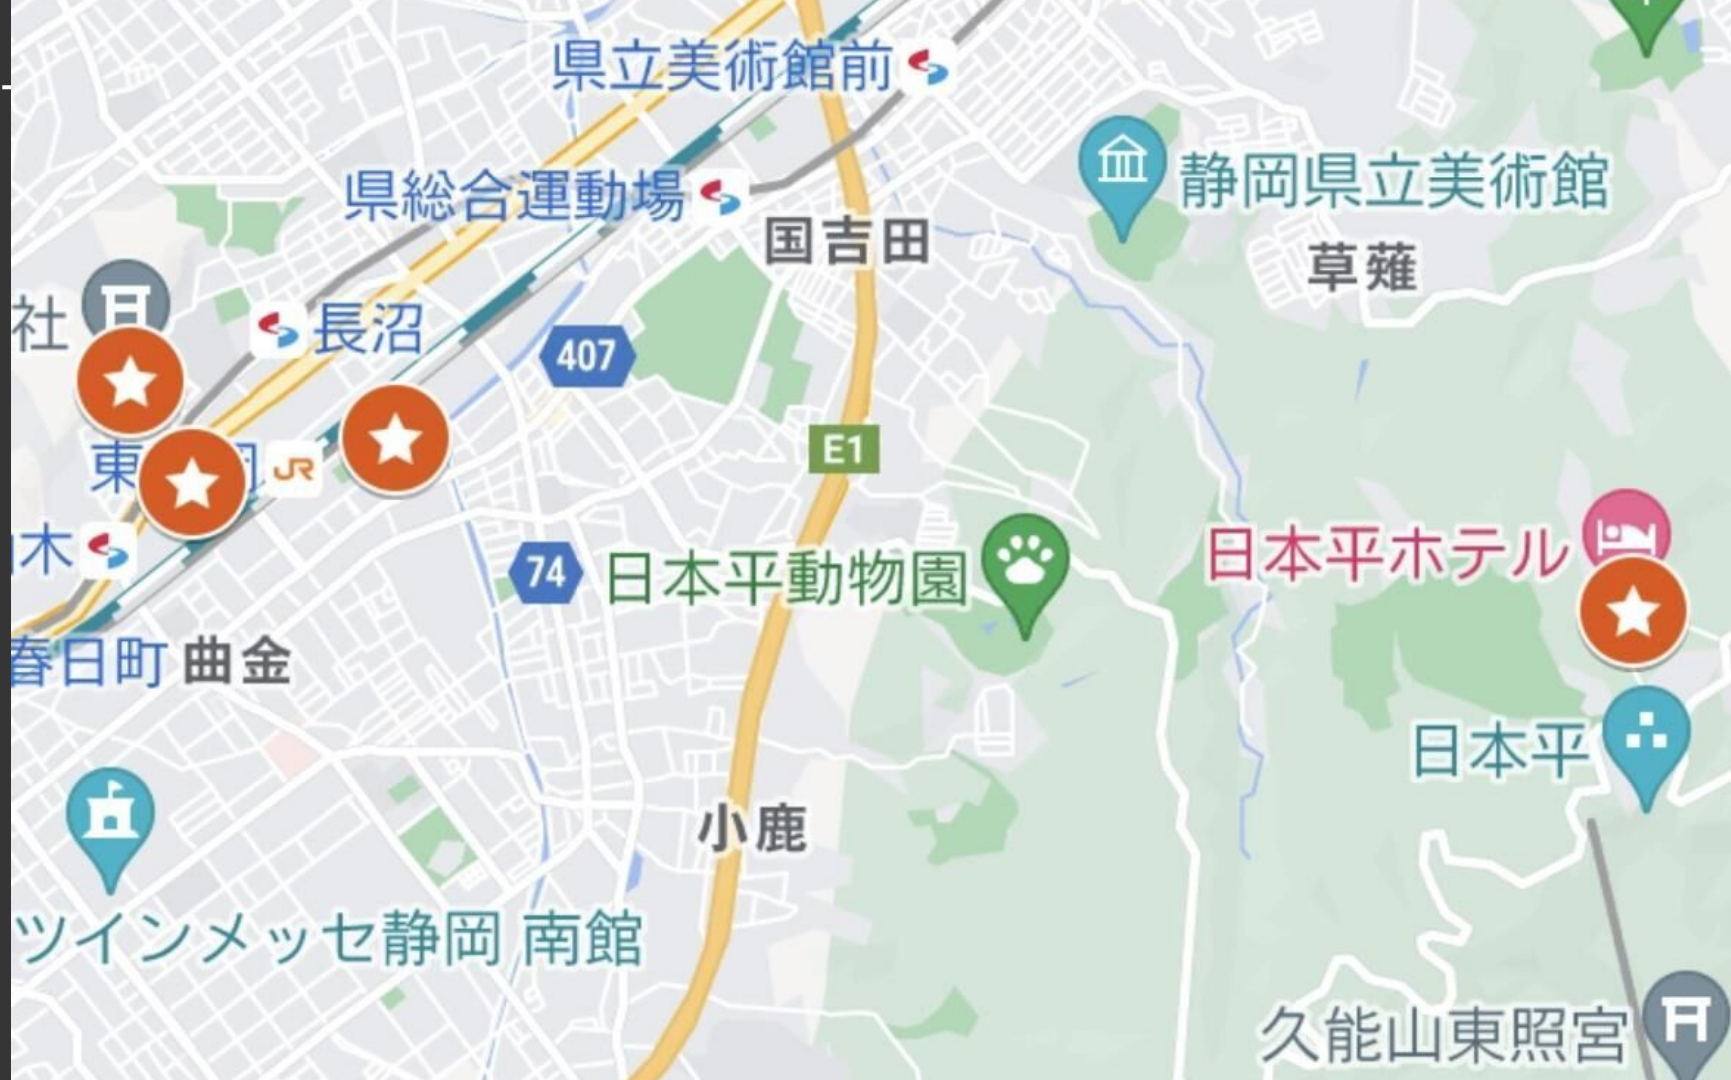 県立美術館前
県総合運動場
静岡県立美術館
国吉田
草薙
社
長沼
407
東
JR
E1
木
74
日本平動物園
日本平ホテル
春日町
曲金
日本平
小鹿
ツインメッセ静岡 南館
久能山東照宮